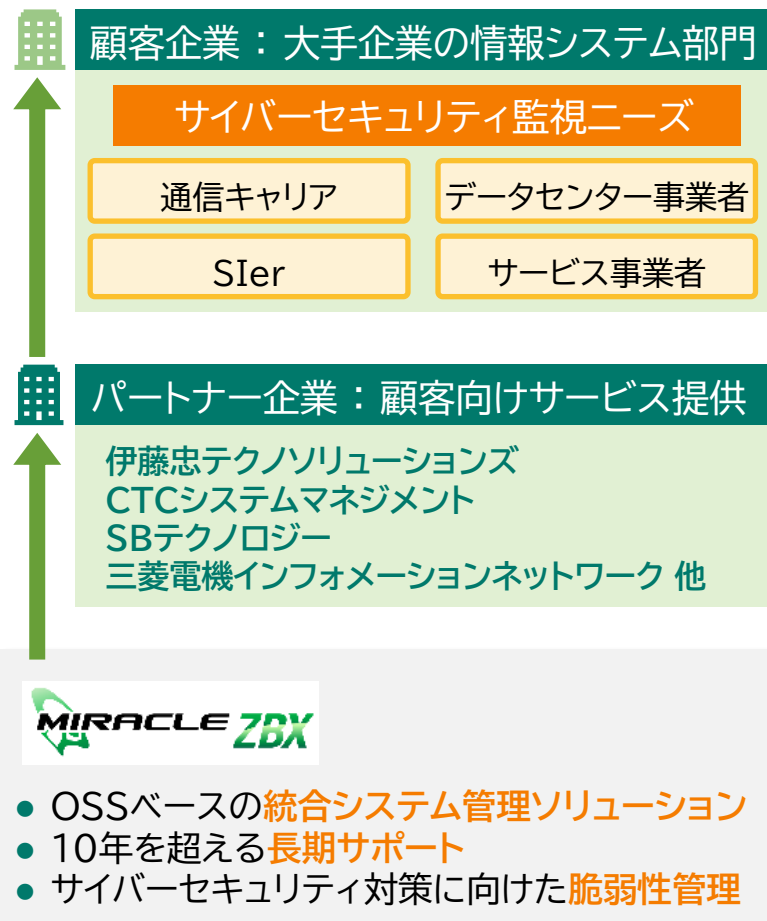 顧客企業：大手企業の情報システム部門
サイバーセキュリティ監視ニーズ
通信キャリア
データセンター事業者
SIer
サービス事業者
パートナー企業：顧客向けサービス提供
伊藤忠テクノソリューションズ
CTCシステムマネジメント
SBテクノロジー
三菱電機インフォメーションネットワーク 他
MIRACLE ZBX
● OSSベースの統合システム管理ソリューション
● 10年を超える長期サポート
● サイバーセキュリティ対策に向けた脆弱性管理